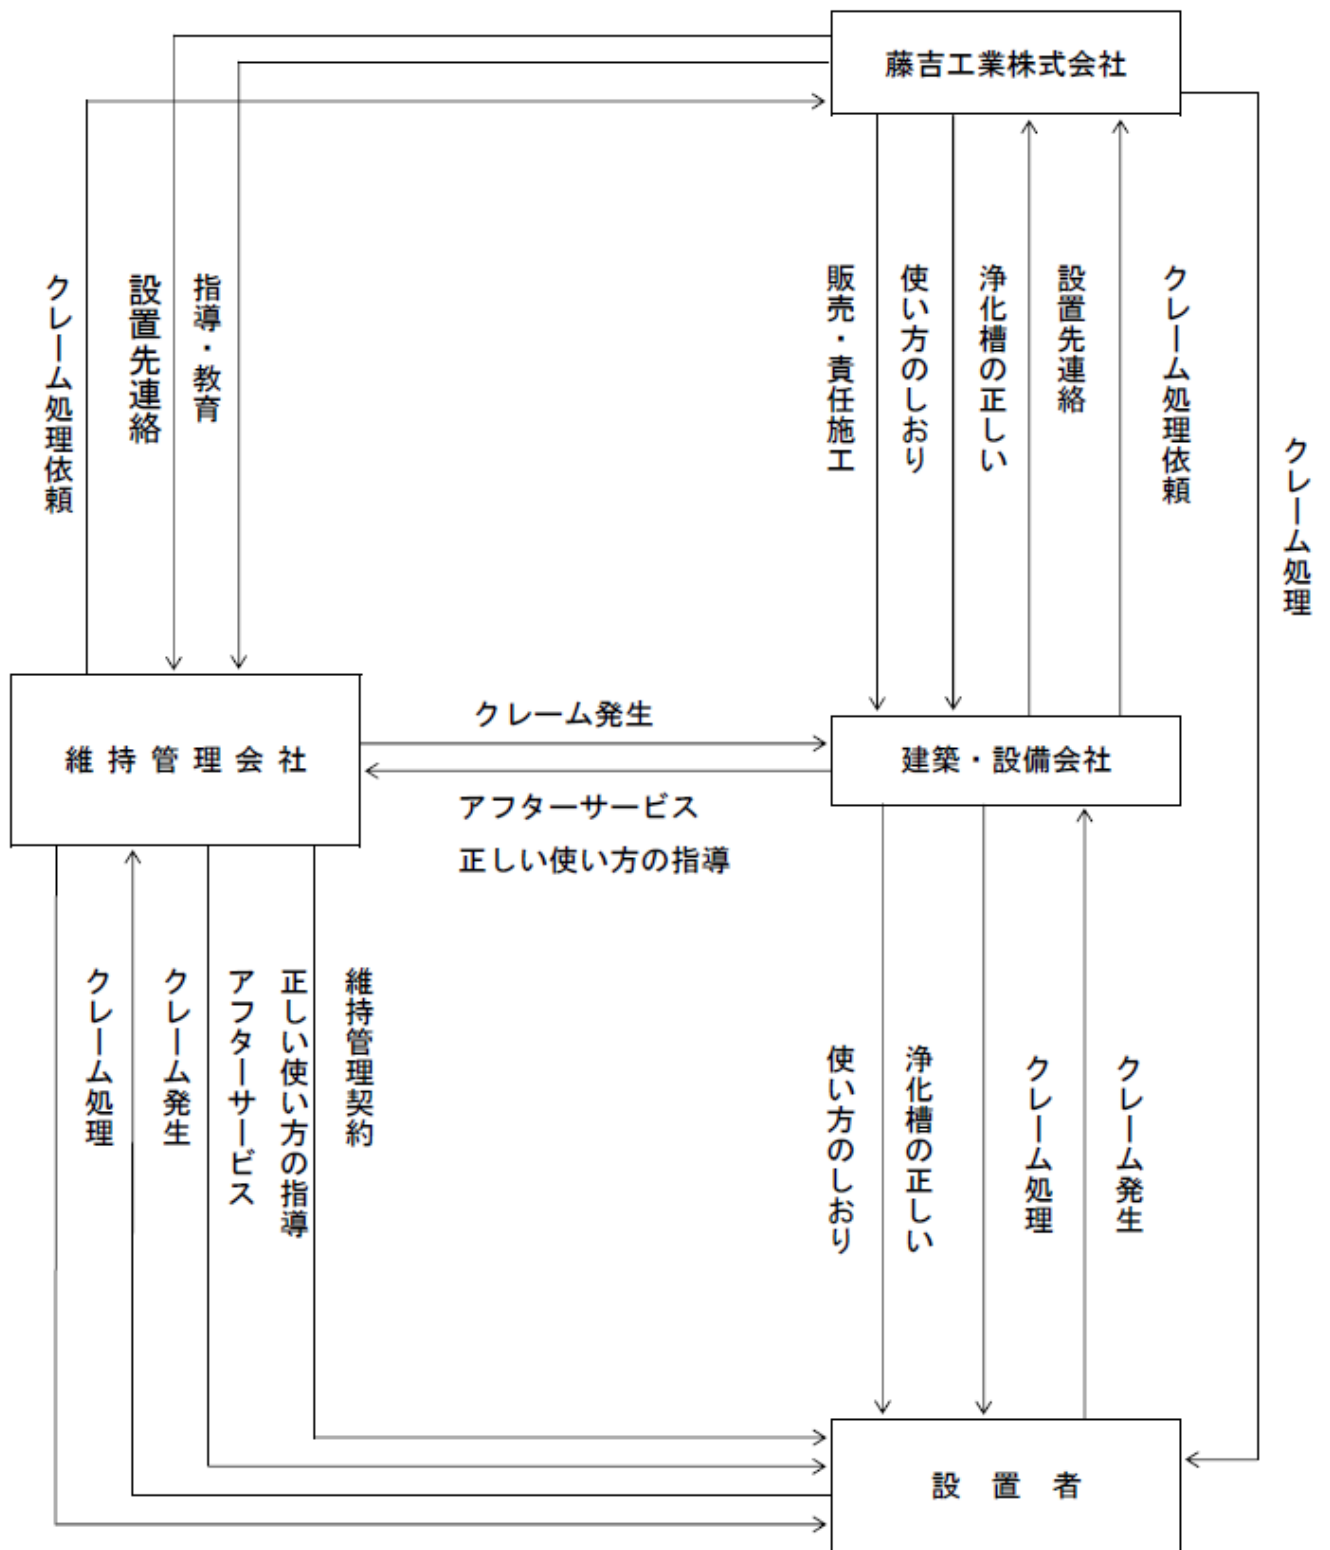 藤吉工業株式会社
クレーム処理依頼
設置先連絡
指導・教育
販売・責任施工
浄化槽の正しい
使い方のしおり
設置先連絡
クレーム処理依頼
クレーム処理
維持管理会社
クレーム発生
アフターサービス
正しい使い方の指導
建築・設備会社
クレーム処理
クレーム発生
アフターサービス
正しい使い方の指導
維持管理契約
浄化槽の正しい
使い方のしおり
クレーム処理
クレーム発生
設置者